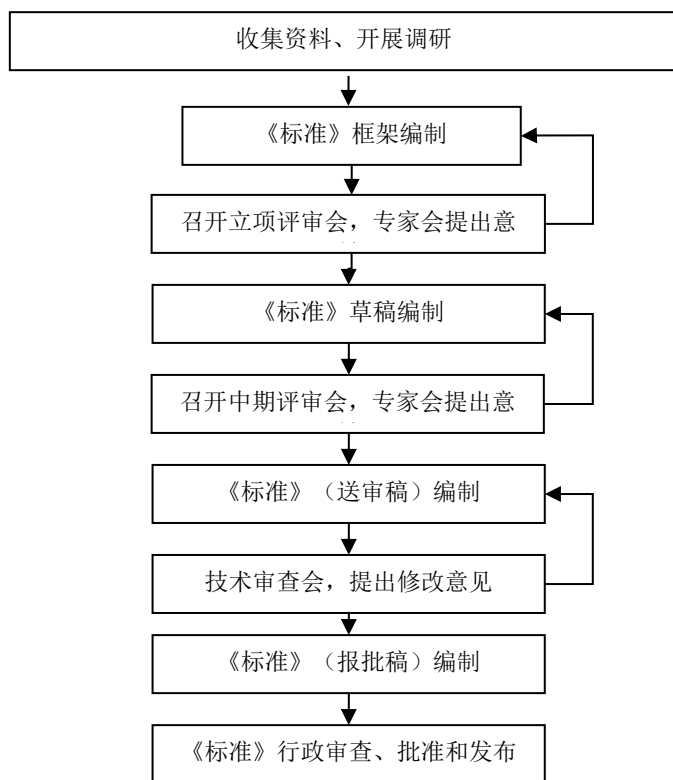 收集资料、开展调研
《标准》框架编制
召开立项评审会，专家会提出意
《标准》草稿编制
召开中期评审会，专家会提出意
《标准》（送审稿）编制
技术审查会，提出修改意见
《标准》（报批稿）编制
《标准》行政审查、批准和发布